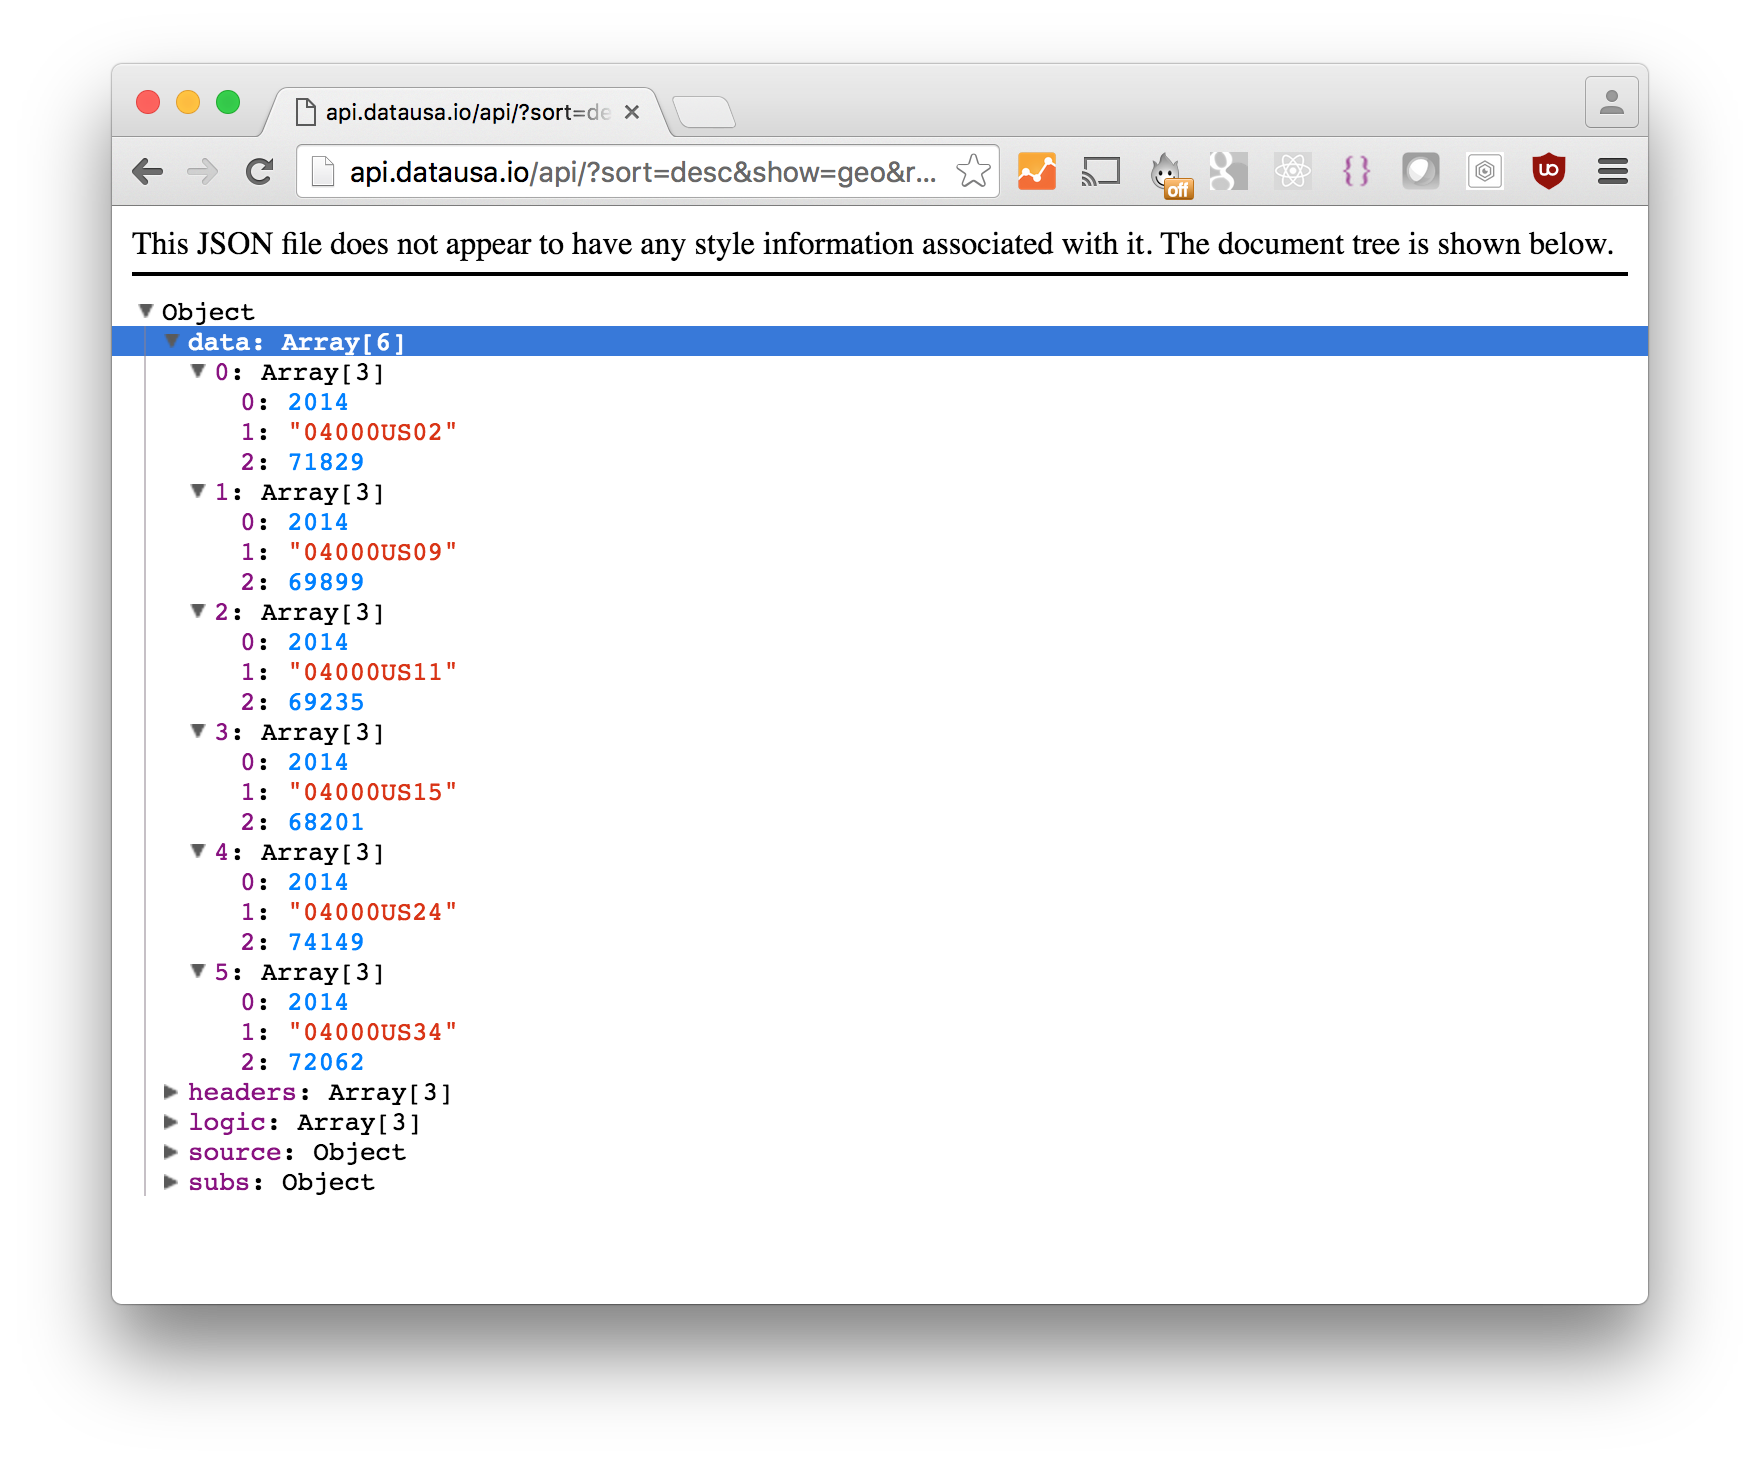 api.datausa.io/api/?sort=de
api.datausa.io/api/?sort=desc&show=geo&r...
off
This JSON file does not appear to have any style information associated with it. The document tree is shown below.
Object
data: Array[6]
0: Array[3]
0: 2014
1: "04000US02"
2: 71829
1: Array[3]
0: 2014
1: "04000US09"
2: 69899
2: Array[3]
0: 2014
1: "04000US11"
2: 69235
3: Array[3]
0: 2014
1: "04000US15"
2: 68201
4: Array[3]
0: 2014
1: "04000US24"
2: 74149
5: Array[3]
0: 2014
1: "04000US34"
2: 72062
headers: Array[3]
logic: Array[3]
source: Object
subs: Object